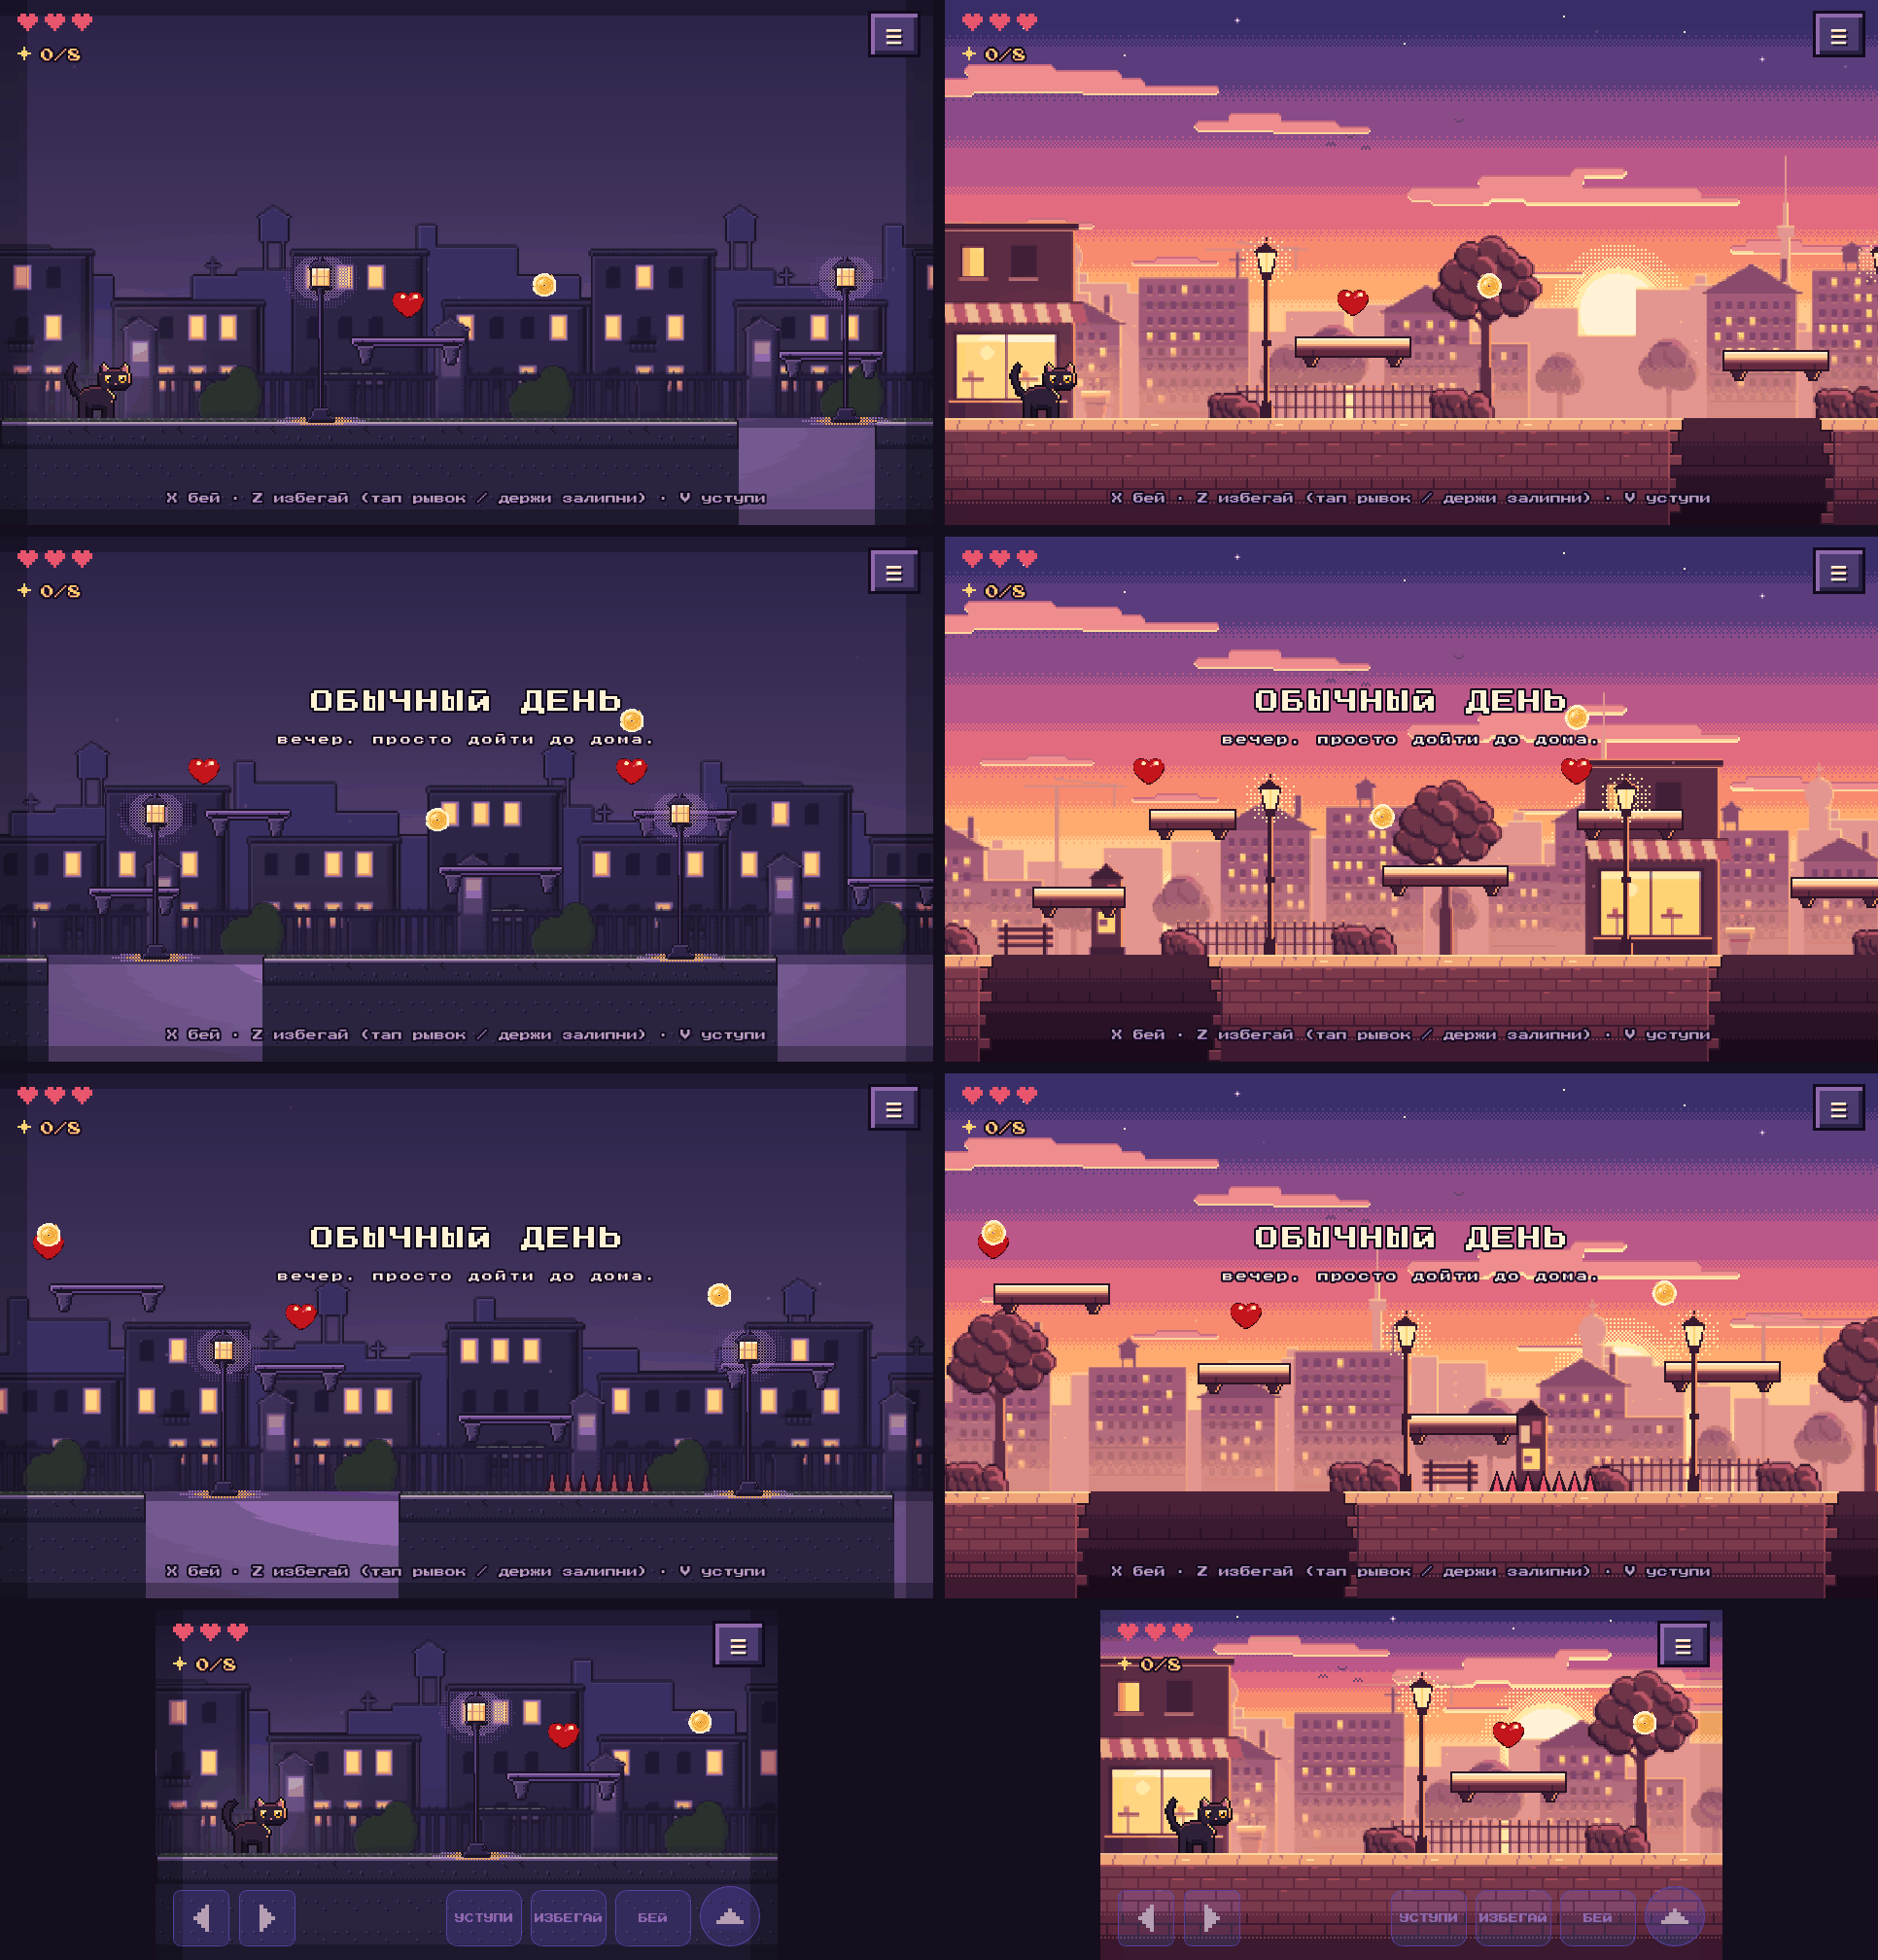 0/8
0/8
X бей · Z избегай (тап рывок / держи залипни) · V уступи
X бей · Z избегай (тап рывок / держи залипни) · V уступи
0/8
0/8
ОБЫЧНЫЙ ДЕНЬ
вечер. просто дойти до дома.
ОБЫЧНЫЙ ДЕНЬ
вечер. просто дойти до дома.
X бей · Z избегай (тап рывок / держи залипни) · V уступи
X бей · Z избегай (тап рывок / держи залипни) · V уступи
0/8
0/8
ОБЫЧНЫЙ ДЕНЬ
вечер. просто дойти до дома.
ОБЫЧНЫЙ ДЕНЬ
вечер. просто дойти до дома.
X бей · Z избегай (тап рывок / держи залипни) · V уступи
X бей · Z избегай (тап рывок / держи залипни) · V уступи
0/8
0/8
УСТУПИ ИЗБЕГАЙ БЕЙ
УСТУПИ ИЗБЕГАЙ БЕЙ